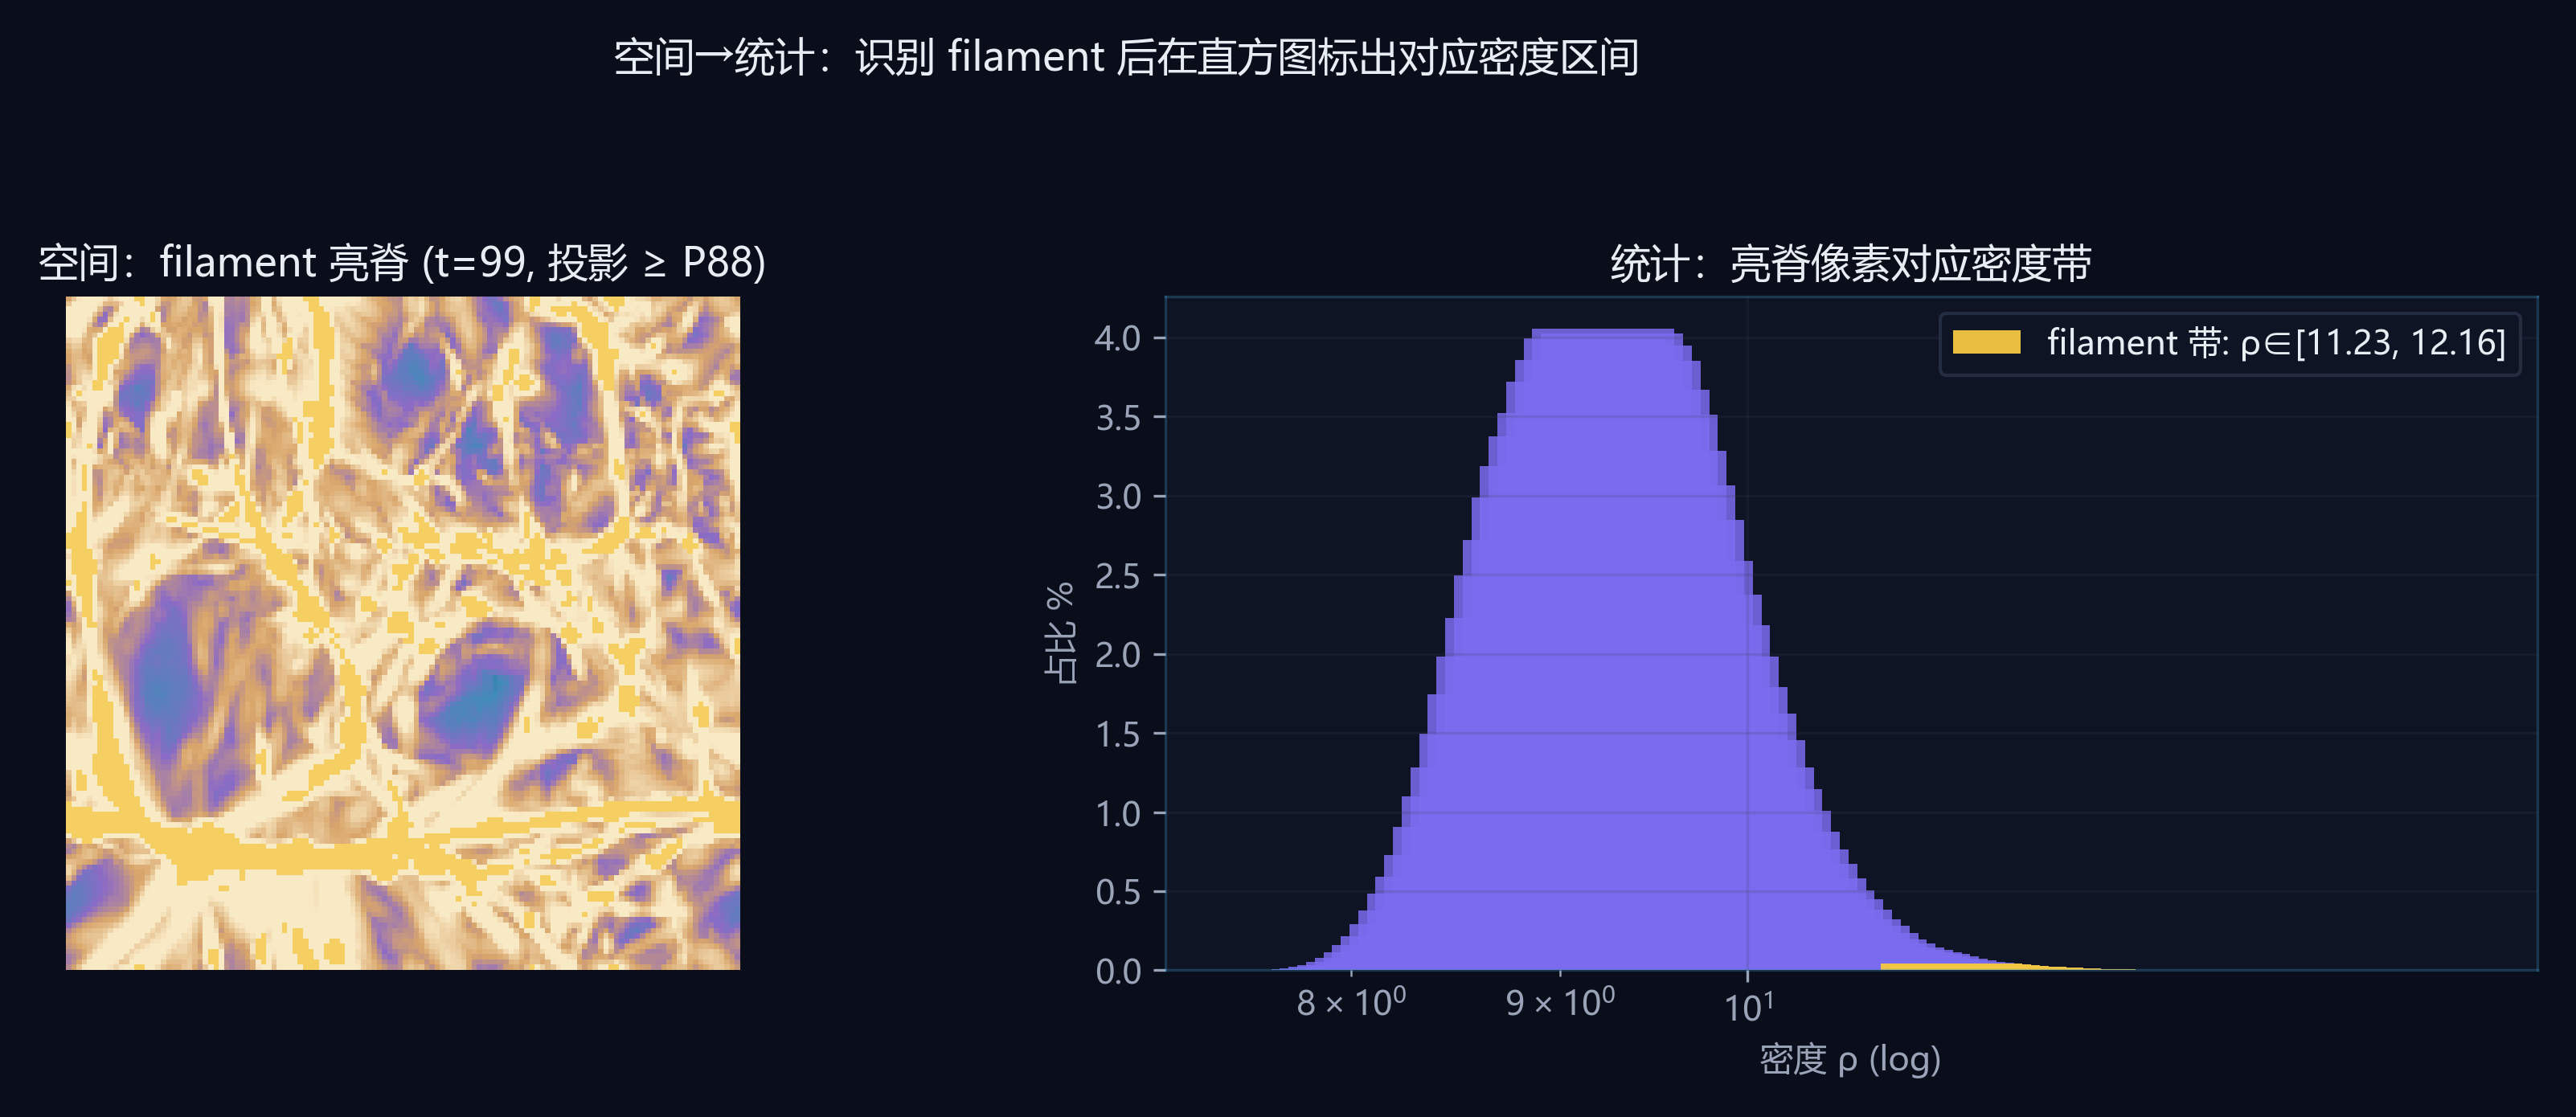 空间→统计：识别 filament 后在直方图标出对应密度区间
空间：filament 亮脊 (t=99, 投影 ≥ P88)
统计：亮脊像素对应密度带
filament 带: ρ∈[11.23, 12.16]
占比 %
4.0
3.5
3.0
2.5
2.0
1.5
1.0
0.5
0.0
8 × 10⁰
9 × 10⁰
10¹
密度 ρ (log)